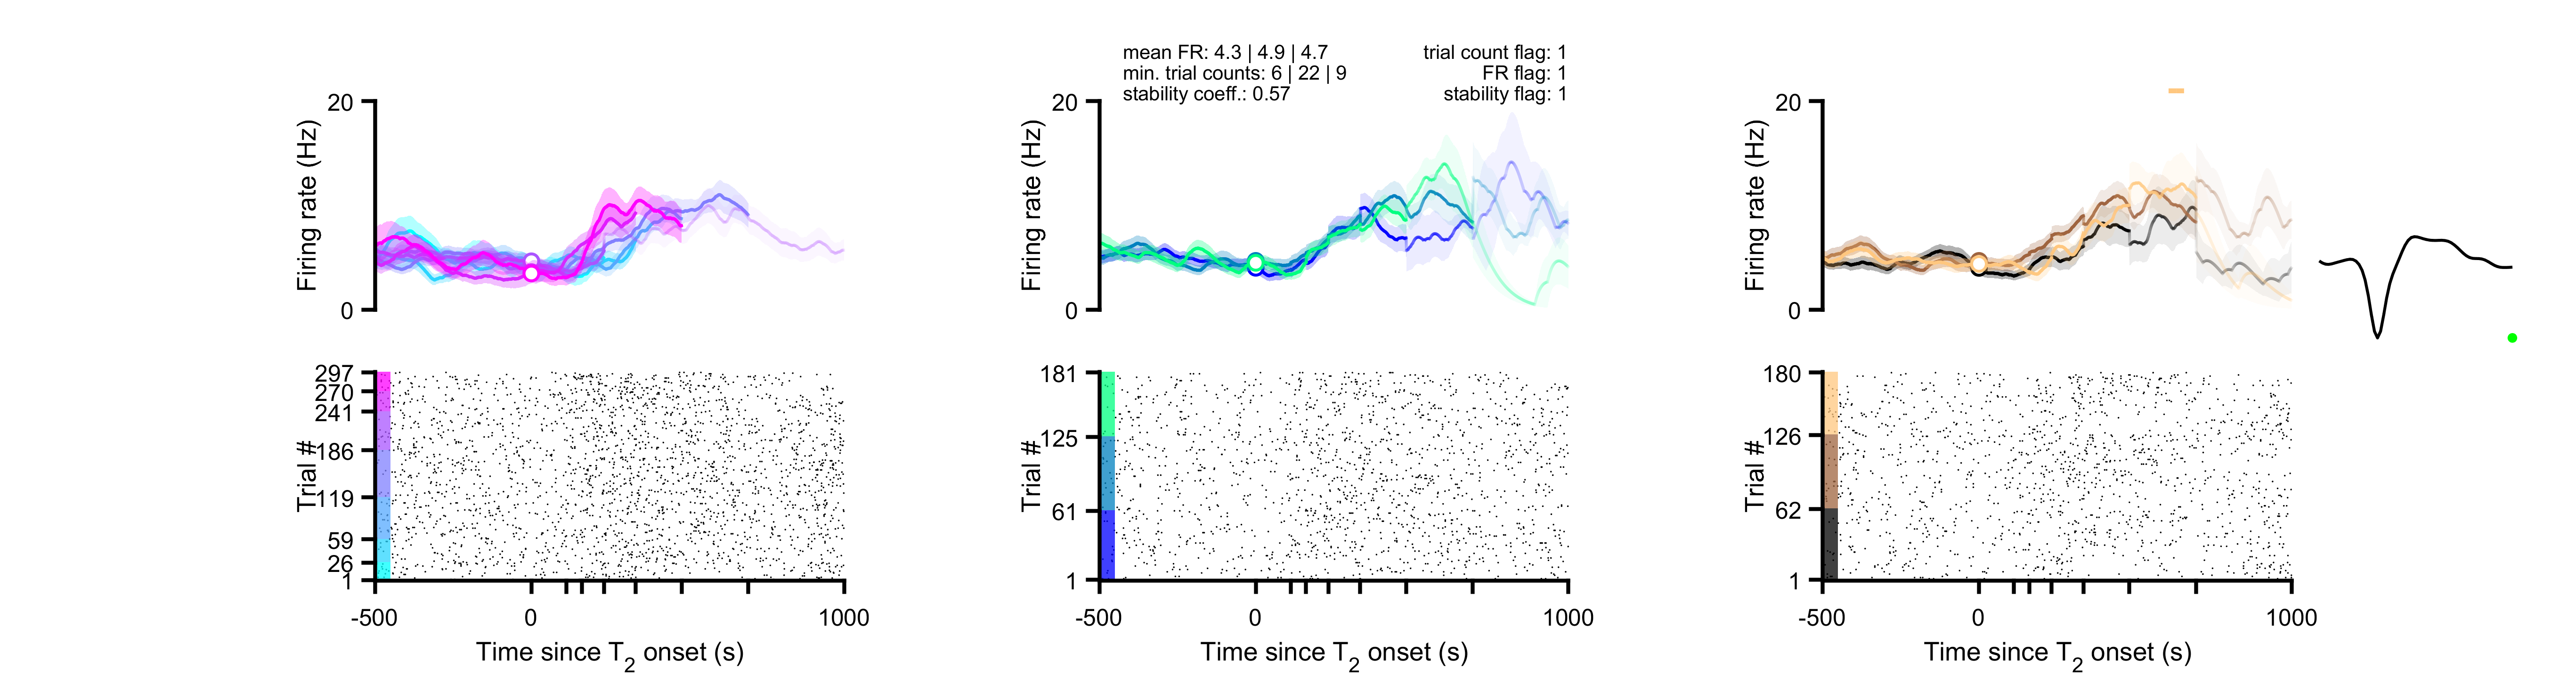 mean FR: 4.3 | 4.9 | 4.7
min. trial counts: 6 | 22 | 9
stability coeff.: 0.57
trial count flag: 1
FR flag: 1
stability flag: 1
Firing rate (Hz)
20
0
Firing rate (Hz)
20
0
Firing rate (Hz)
20
0
Trial #
297
270
241
186
119
59
26
1
-500
0
1000
Time since T2 onset (s)
Trial #
181
125
61
1
-500
0
1000
Time since T2 onset (s)
Trial #
180
126
62
1
-500
0
1000
Time since T2 onset (s)